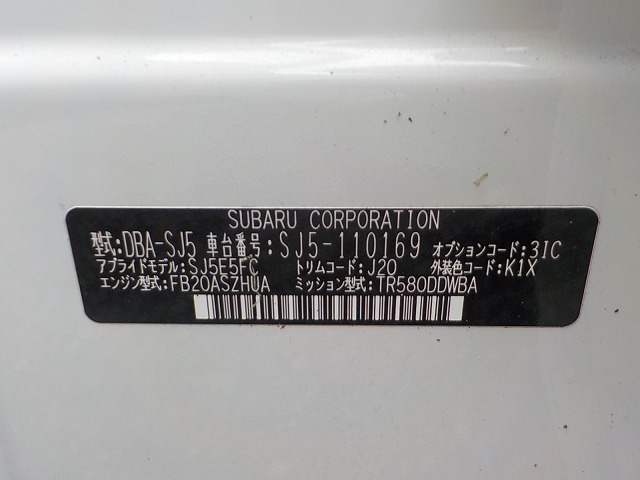 SUBARU CORPORATION
型式:DBA-SJ5 車台番号:SJ5-110169 オプションコード:3IC
アプライドモデル:SJ5E5FC トリムコード:J20 外装色コード:K1X
エンジン型式:FB20ASZHUA ミッション型式:TR580DDWBA